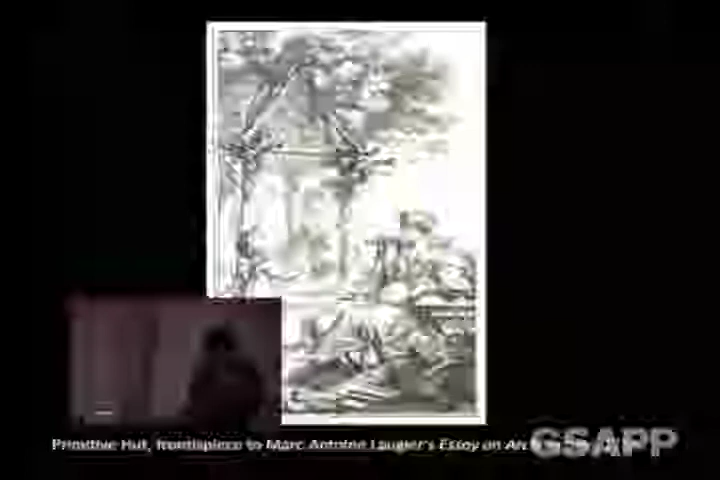 Primitive Hut, frontispiece to Marc Antoine Laugier's Essay on
GSAPP